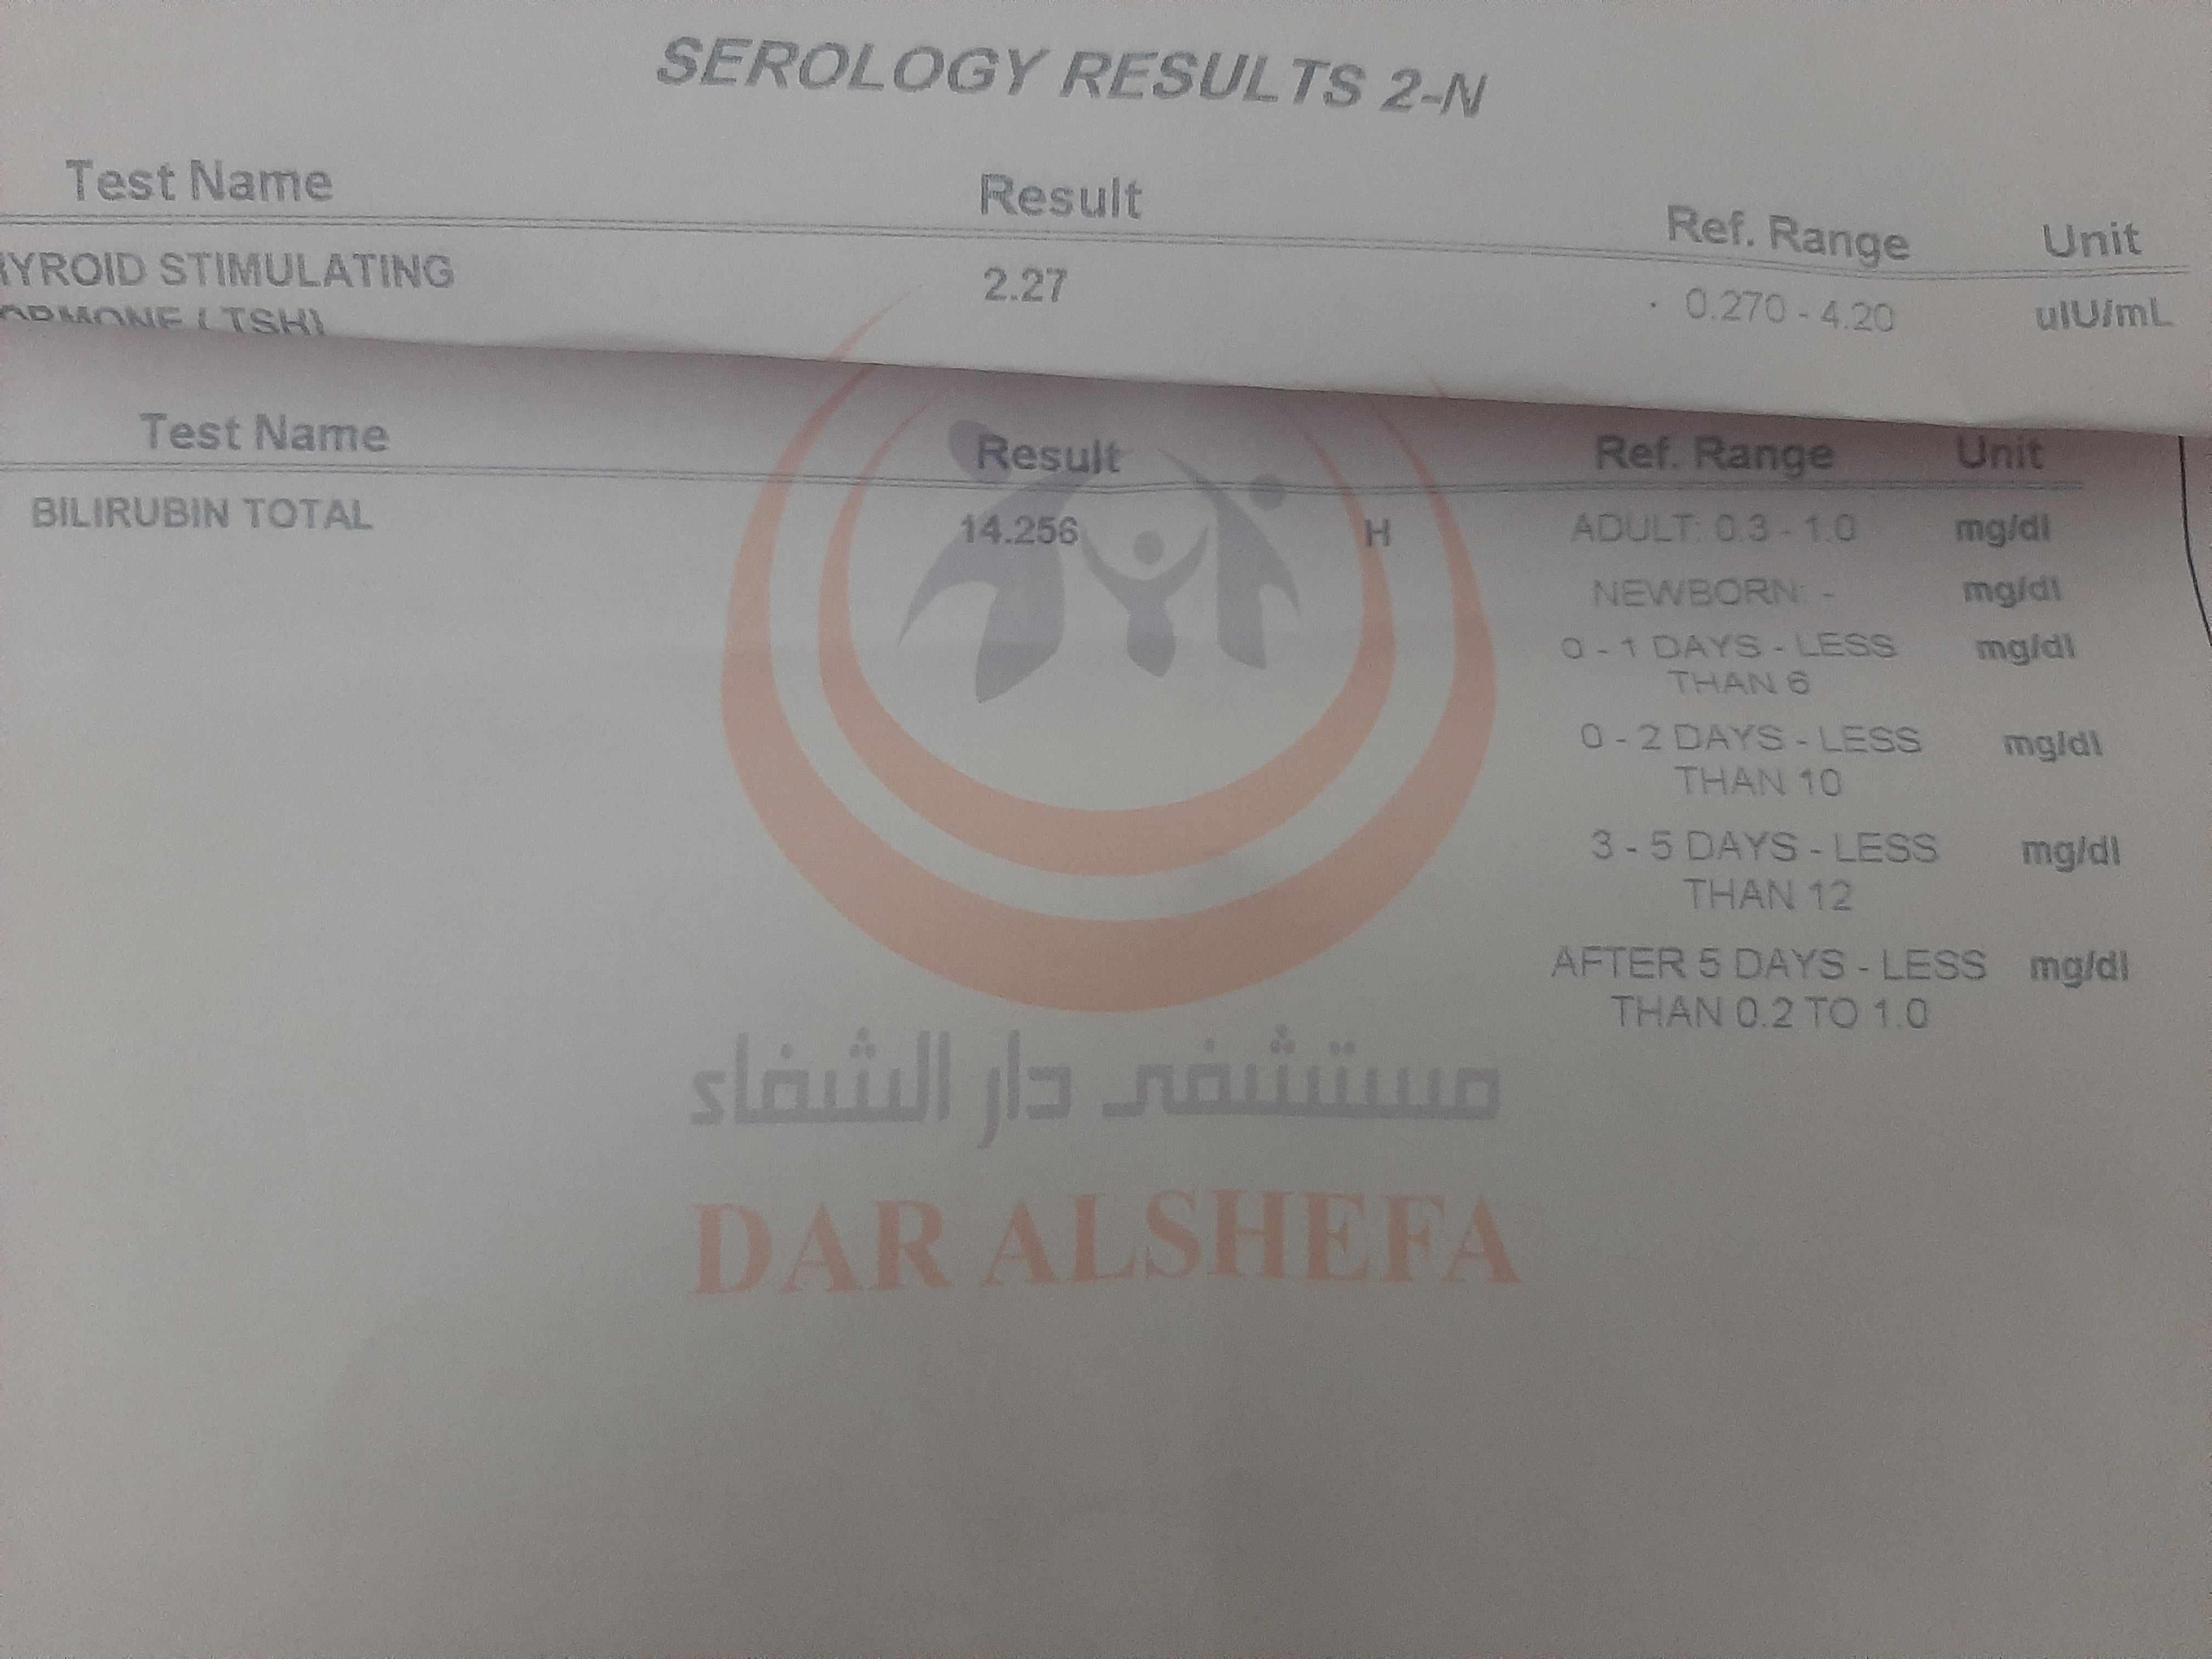 SEROLOGY RESULTS 2-N
Test Name Result Ref. Range Unit
YROID STIMULATING 2.27 0.270 - 4.20 uIU/mL
ORMONE ( TSH)
Test Name Result Ref. Range Unit
BILIRUBIN TOTAL 14.256 H ADULT: 0.3 - 1.0 mg/dl
NEWBORN: - mg/dl
0 - 1 DAYS - LESS mg/dl
THAN 6
0 - 2 DAYS - LESS mg/dl
THAN 10
3 - 5 DAYS - LESS mg/dl
THAN 12
AFTER 5 DAYS - LESS mg/dl
THAN 0.2 TO 1.0
مستشفى دار الشفاء
DAR ALSHEFA